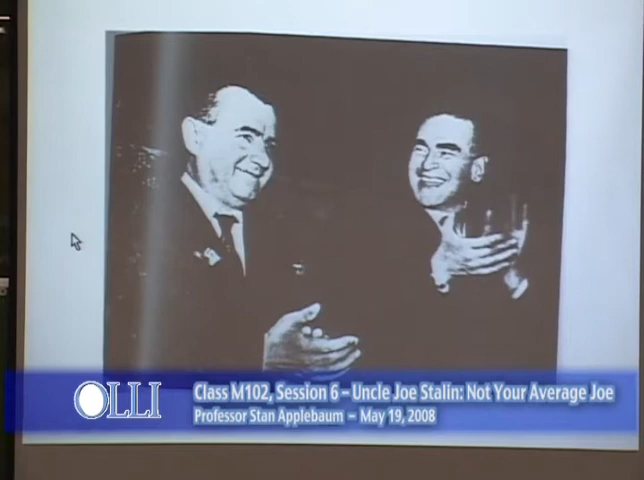 OLLI
Class M102, Session 6 – Uncle Joe Stalin: Not Your Average Joe
Professor Stan Applebaum – May 19, 2008